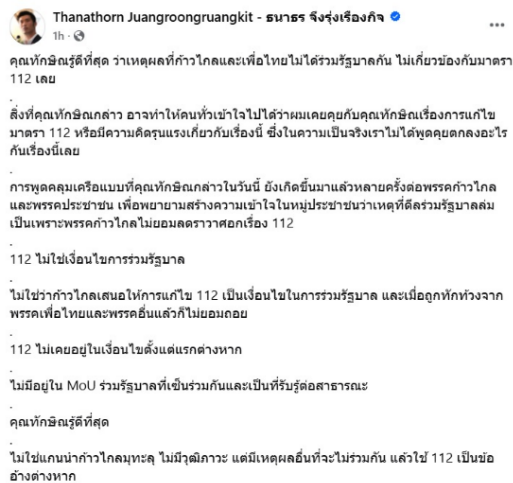 Thanathorn Juangroongruangkit - ธนาธร จึงรุ่งเรืองกิจ
1h ·
คุณทักษิณรู้ดีที่สุด ว่าเหตุผลที่ก้าวไกลและเพื่อไทยไม่ได้ร่วมรัฐบาลกัน ไม่เกี่ยวข้องกับมาตรา
112 เลย
.
สิ่งที่คุณทักษิณกล่าว อาจทำให้คนทั่วเข้าใจไปได้ว่าผมเคยคุยกับคุณทักษิณเรื่องการแก้ไข
มาตรา 112 หรือมีความคิดรุนแรงเกี่ยวกับเรื่องนี้ ซึ่งในความเป็นจริงเราไม่ได้พูดคุยตกลงอะไร
กันเรื่องนี้เลย
.
การพูดคลุมเครือแบบที่คุณทักษิณกล่าวในวันนี้ ยังเกิดขึ้นมาแล้วหลายครั้งต่อพรรคก้าวไกล
และพรรคประชาชน เพื่อพยายามสร้างความเข้าใจในหมู่ประชาชนว่าเหตุที่ดีลร่วมรัฐบาลล่ม
เป็นเพราะพรรคก้าวไกลไม่ยอมลดราวาศอกเรื่อง 112
.
112 ไม่ใช่เงื่อนไขการร่วมรัฐบาล
.
ไม่ใช่ว่าก้าวไกลเสนอให้การแก้ไข 112 เป็นเงื่อนไขในการร่วมรัฐบาล และเมื่อถูกทักท้วงจาก
พรรคเพื่อไทยและพรรคอื่นแล้วก็ไม่ยอมถอย
.
112 ไม่เคยอยู่ในเงื่อนไขตั้งแต่แรกต่างหาก
.
ไม่มีอยู่ใน MoU ร่วมรัฐบาลที่เซ็นร่วมกันและเป็นที่รับรู้ต่อสาธารณะ
.
คุณทักษิณรู้ดีที่สุด
.
ไม่ใช่แกนนำก้าวไกลมุทะลุ ไม่มีวุฒิภาวะ แต่มีเหตุผลอื่นที่จะไม่ร่วมกัน แล้วใช้ 112 เป็นข้อ
อ้างต่างหาก